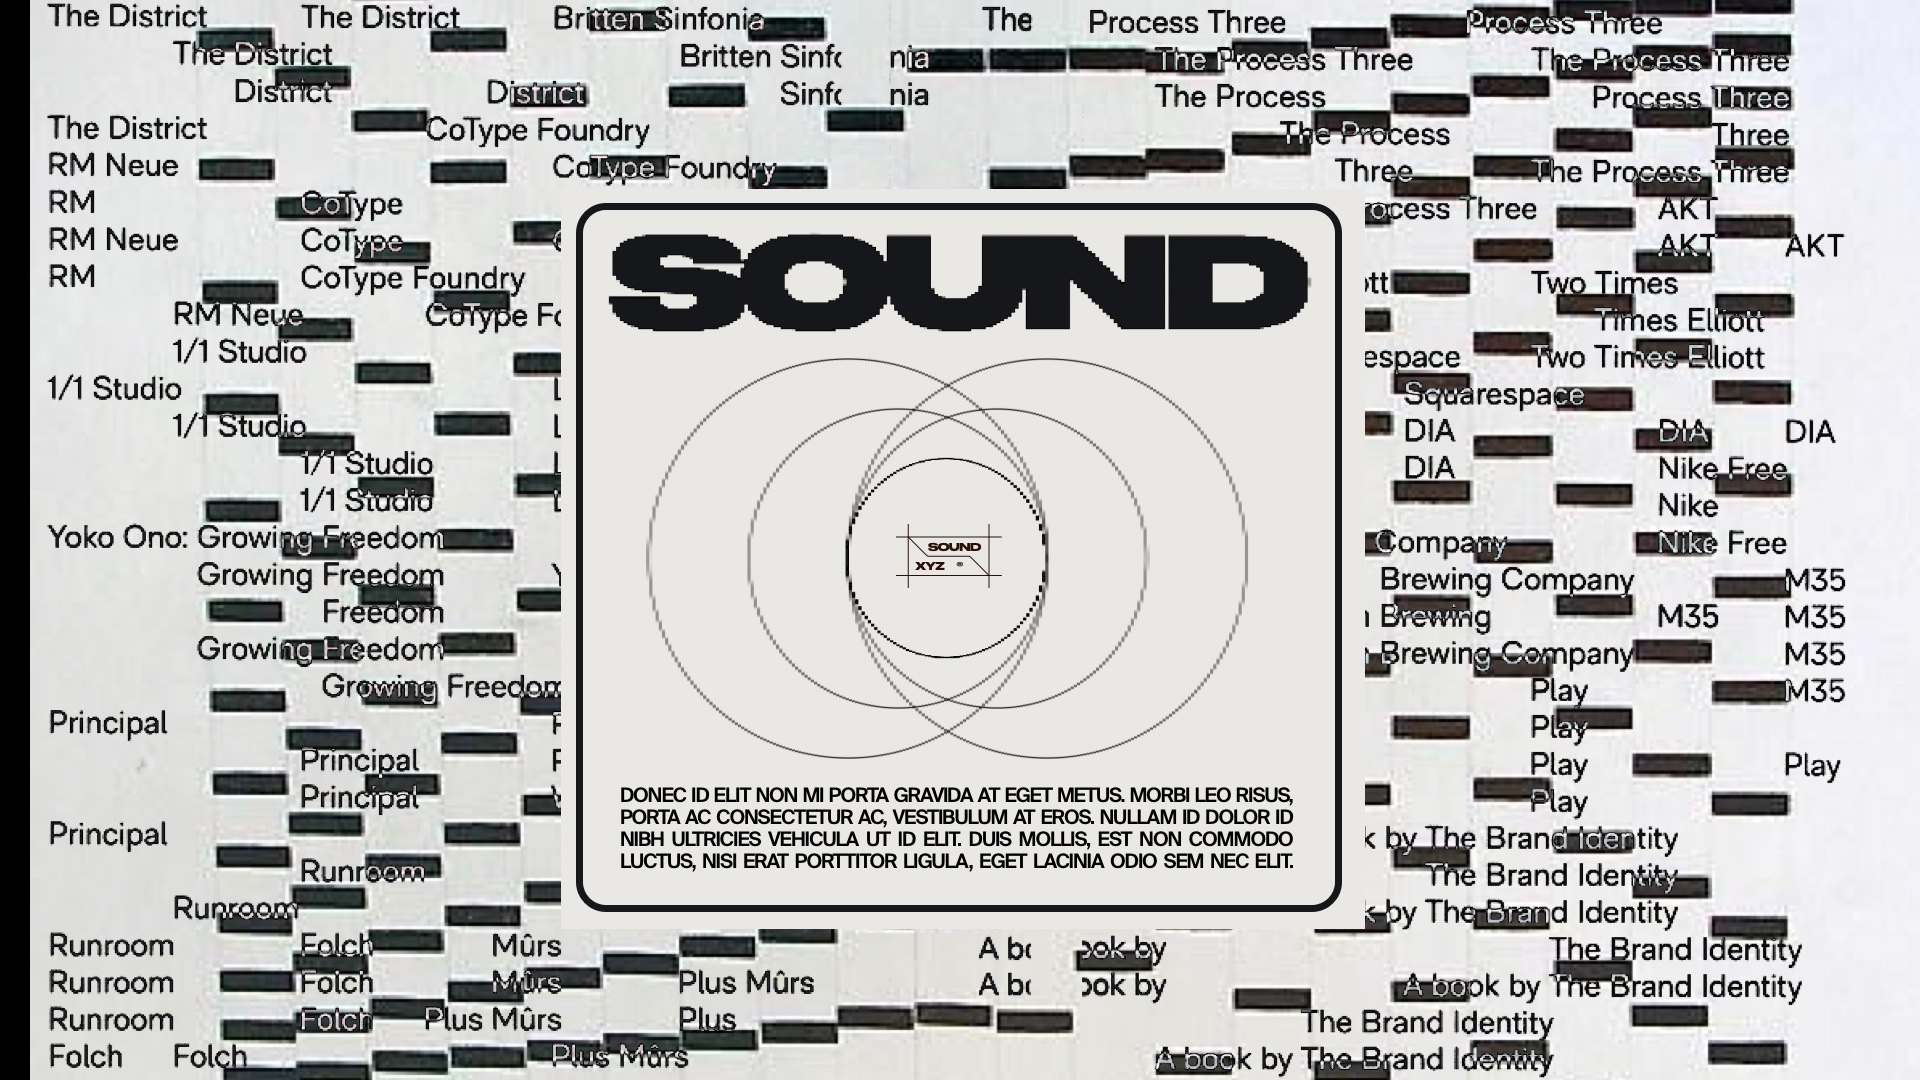 The District The District Britten Sinfonia The Process Three Process Three
The District Britten Sinfo nia The Process Three The Process Three
District District Sinfo nia The Process Process Three
The District CoType Foundry The Process Three
RM Neue CoType Foundry Three The Process Three
RM CoType Process Three AKT
RM Neue CoType AKT AKT
RM CoType Foundry Two Times
RM Neue CoType Times Elliott
1/1 Studio Two Times Elliott
1/1 Studio Squarespace
1/1 Studio DIA DIA DIA
1/1 Studio DIA Nike Free
1/1 Studio Nike
Yoko Ono: Growing Freedom Company Nike Free
Growing Freedom Brewing Company M35
Freedom Brewing M35 M35
Growing Freedom Brewing Company M35
Growing Freedom Play M35
Principal Play
Principal Play Play
Principal Play
Principal by The Brand Identity
Runroom The Brand Identity
Runroom by The Brand Identity
Runroom Folch Mûrs A bo ook by The Brand Identity
Runroom Folch Mûrs Plus Mûrs A bo ook by A book by The Brand Identity
Runroom Folch Plus Mûrs Plus The Brand Identity
Folch Folch Plus Mûrs A book by The Brand Identity
SOUND
SOUND
XYZ ®
DONEC ID ELIT NON MI PORTA GRAVIDA AT EGET METUS. MORBI LEO RISUS,
PORTA AC CONSECTETUR AC, VESTIBULUM AT EROS. NULLAM ID DOLOR ID
NIBH ULTRICIES VEHICULA UT ID ELIT. DUIS MOLLIS, EST NON COMMODO
LUCTUS, NISI ERAT PORTTITOR LIGULA, EGET LACINIA ODIO SEM NEC ELIT.